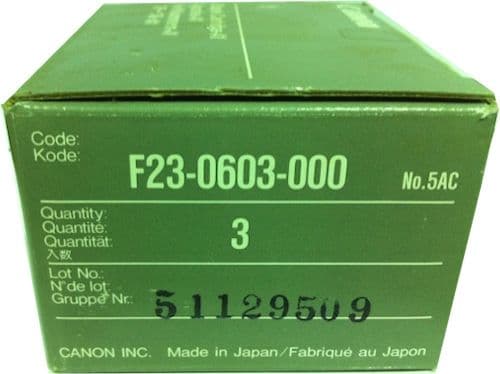 Code:
Kode:
F23-0603-000 No.5AC
Quantity:
Quantité:
Quantität:
入数
3
Lot No.:
N° de lot:
Gruppe Nr.:
51129509
CANON INC. Made in Japan/Fabriqué au Japon